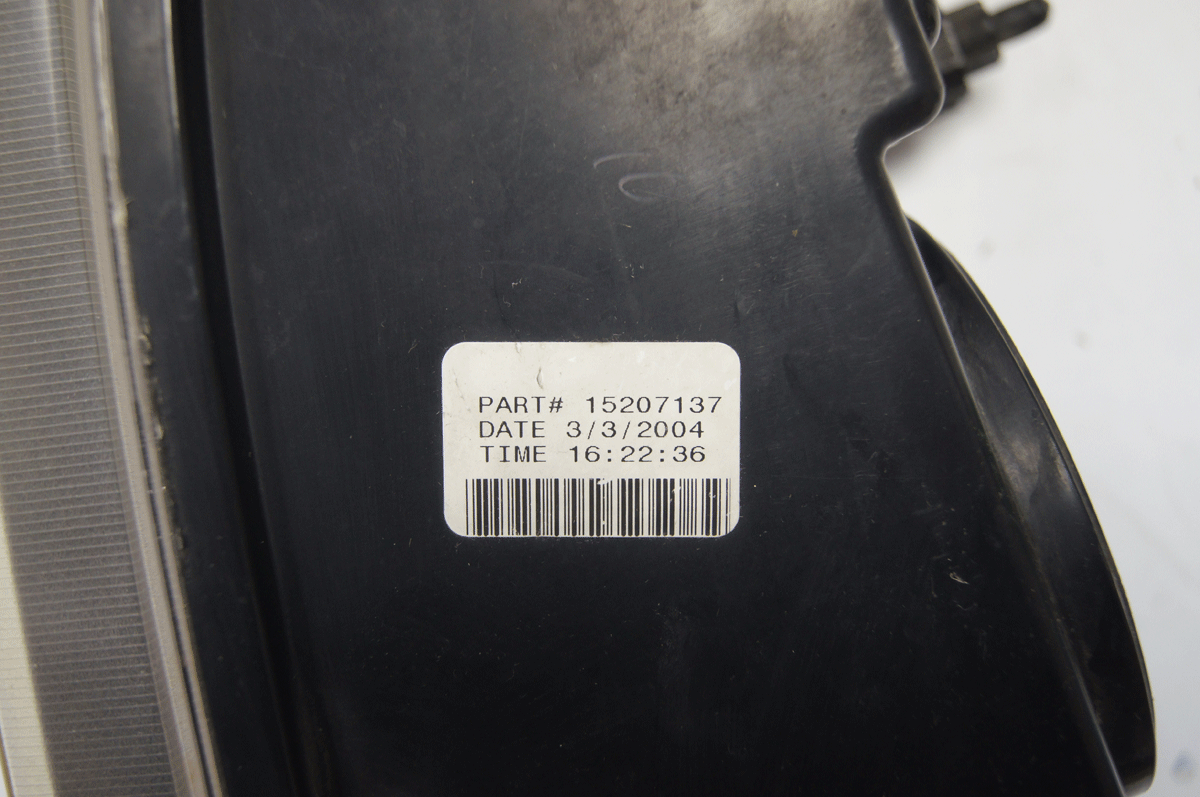 PART# 15207137
DATE 3/3/2004
TIME 16:22:36